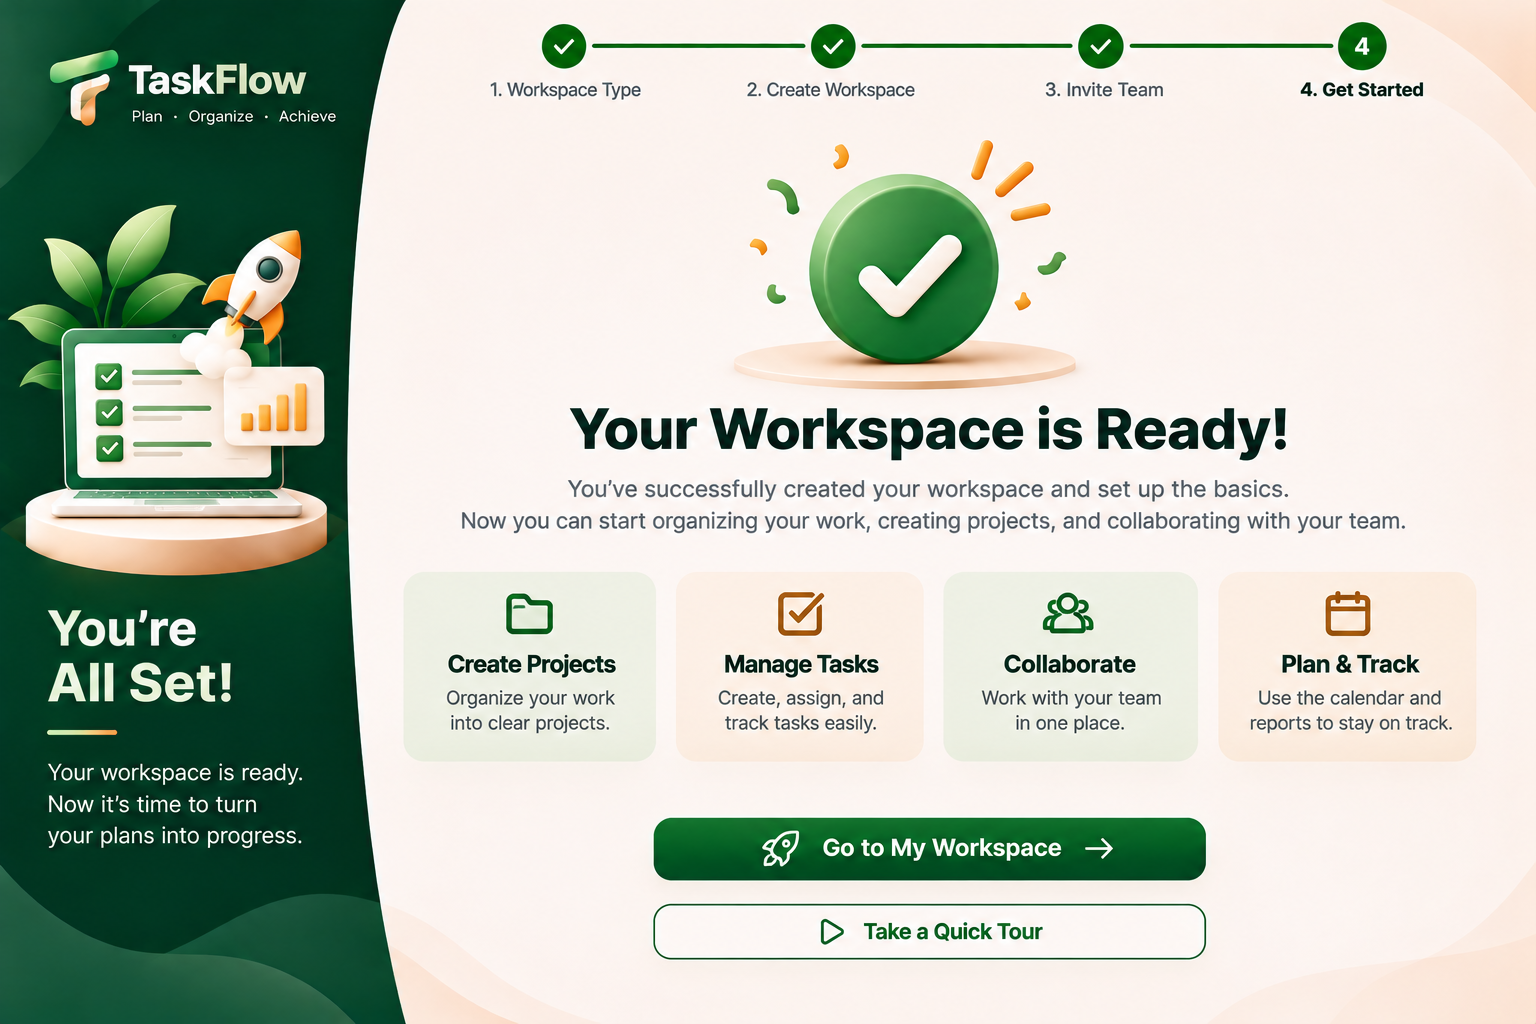 TaskFlow
Plan · Organize · Achieve
You're
All Set!
Your workspace is ready.
Now it's time to turn
your plans into progress.
4
1. Workspace Type
2. Create Workspace
3. Invite Team
4. Get Started
Your Workspace is Ready!
You've successfully created your workspace and set up the basics.
Now you can start organizing your work, creating projects, and collaborating with your team.
Create Projects
Organize your work
into clear projects.
Manage Tasks
Create, assign, and
track tasks easily.
Collaborate
Work with your team
in one place.
Plan & Track
Use the calendar and
reports to stay on track.
Go to My Workspace
Take a Quick Tour